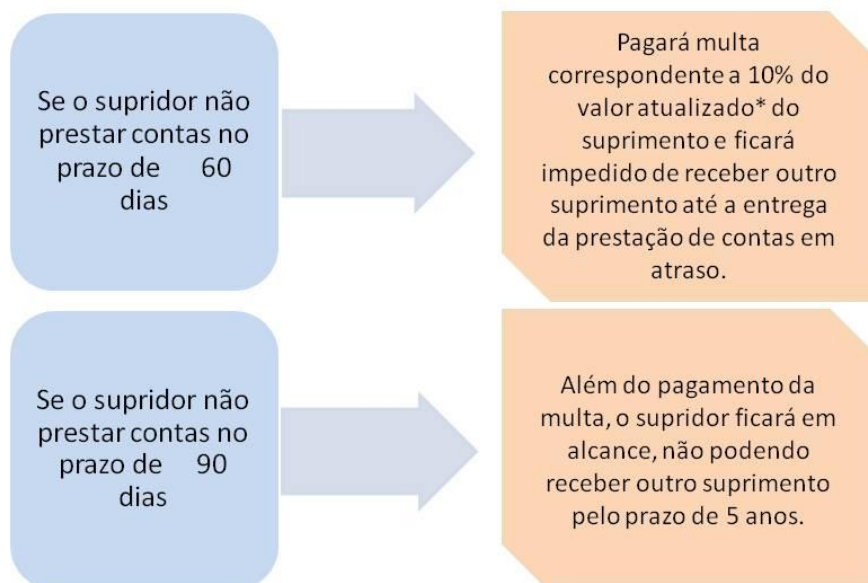 Se o supridor não
prestar contas no
prazo de 60
dias
Pagará multa
correspondente a 10% do
valor atualizado* do
suprimento e ficará
impedido de receber outro
suprimento até a entrega
da prestação de contas em
atraso.
Se o supridor não
prestar contas no
prazo de 90
dias
Além do pagamento da
multa, o supridor ficará em
alcance, não podendo
receber outro suprimento
pelo prazo de 5 anos.